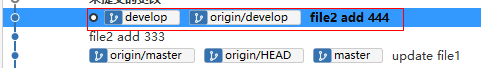 develop origin/develop file2 add 444
file2 add 333
origin/master origin/HEAD master update file1